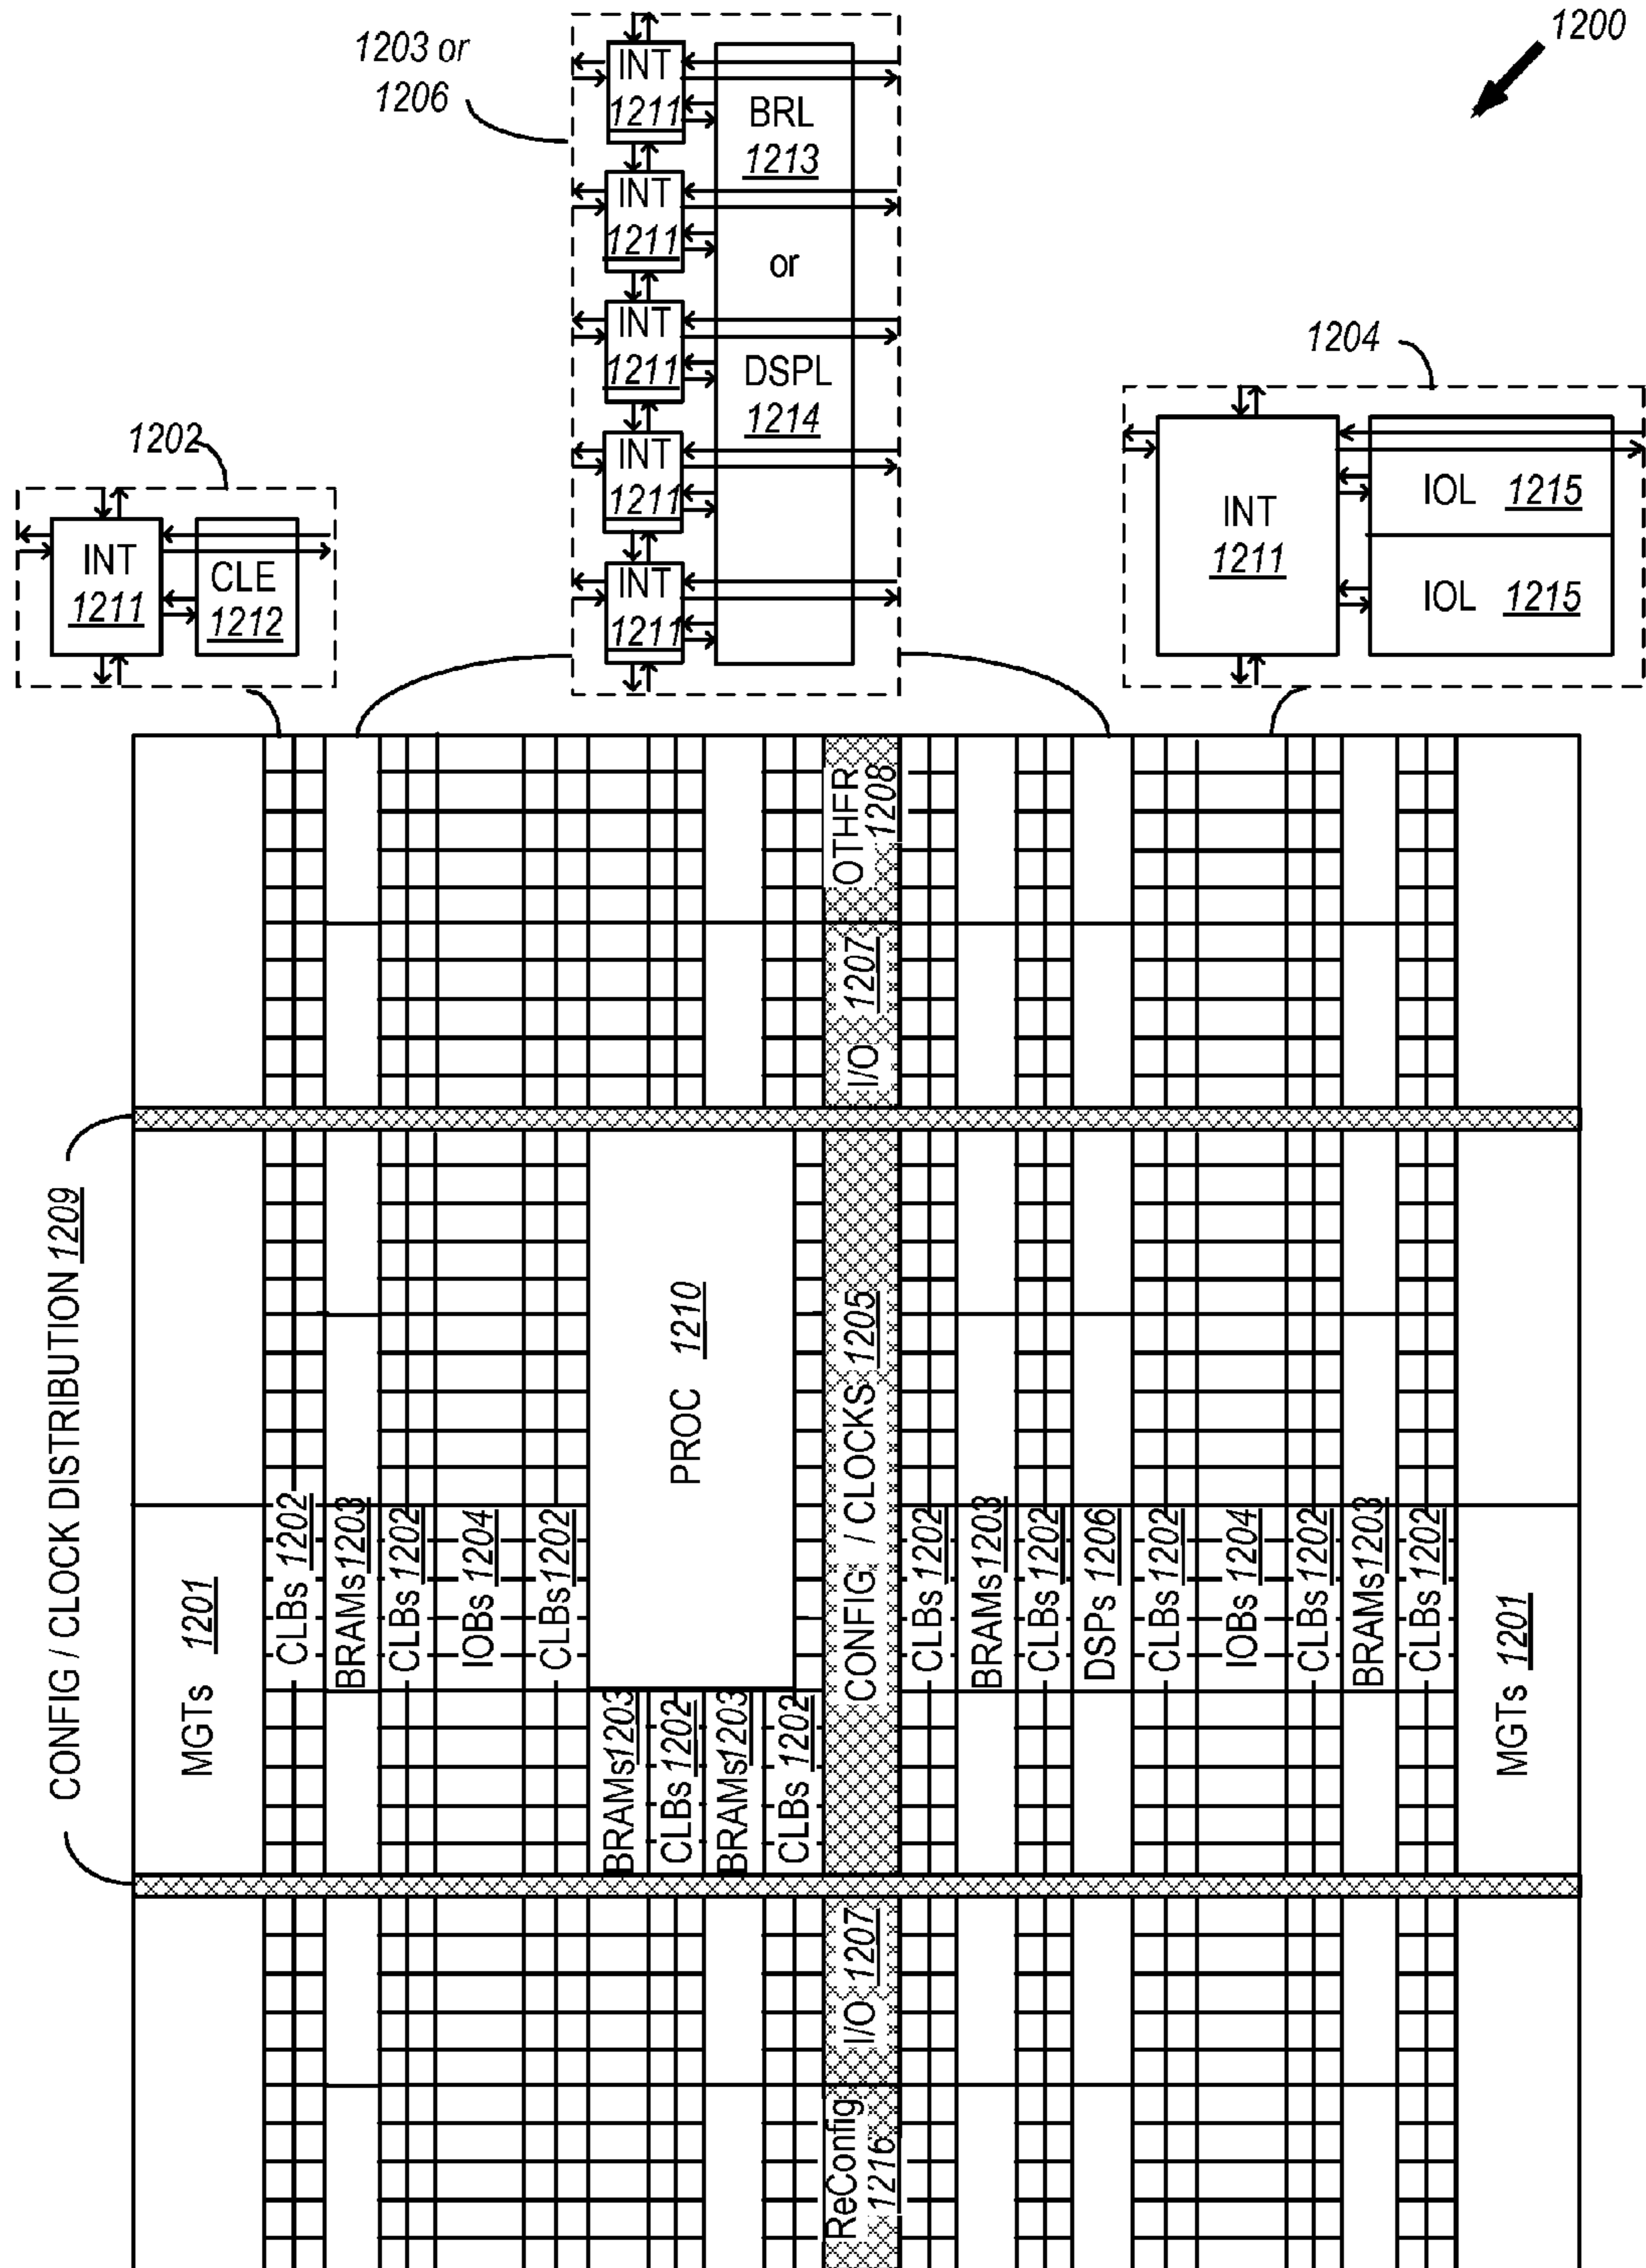 1200
1203 or
1206
INT
1211
INT
1211
INT
1211
INT
1211
INT
1211
BRL
1213
or
DSPL
1214
1204
INT
1211
IOL 1215
IOL 1215
1202
INT
1211
CLE
1212
OTHER
1208
I/O 1207
CONFIG / CLOCK DISTRIBUTION 1209
PROC 1210
CONFIG / CLOCKS 1205
MGTs 1201
CLBs 1202
BRAMs 1203
CLBs 1202
IOBs 1204
CLBs 1202
BRAMs 1203
CLBs 1202
BRAMs 1203
CLBs 1202
CLBs 1202
BRAMs 1203
CLBs 1202
DSPs 1206
CLBs 1202
IOBs 1204
CLBs 1202
BRAMs 1203
CLBs 1202
MGTs 1201
I/O 1207
ReConfig
1216